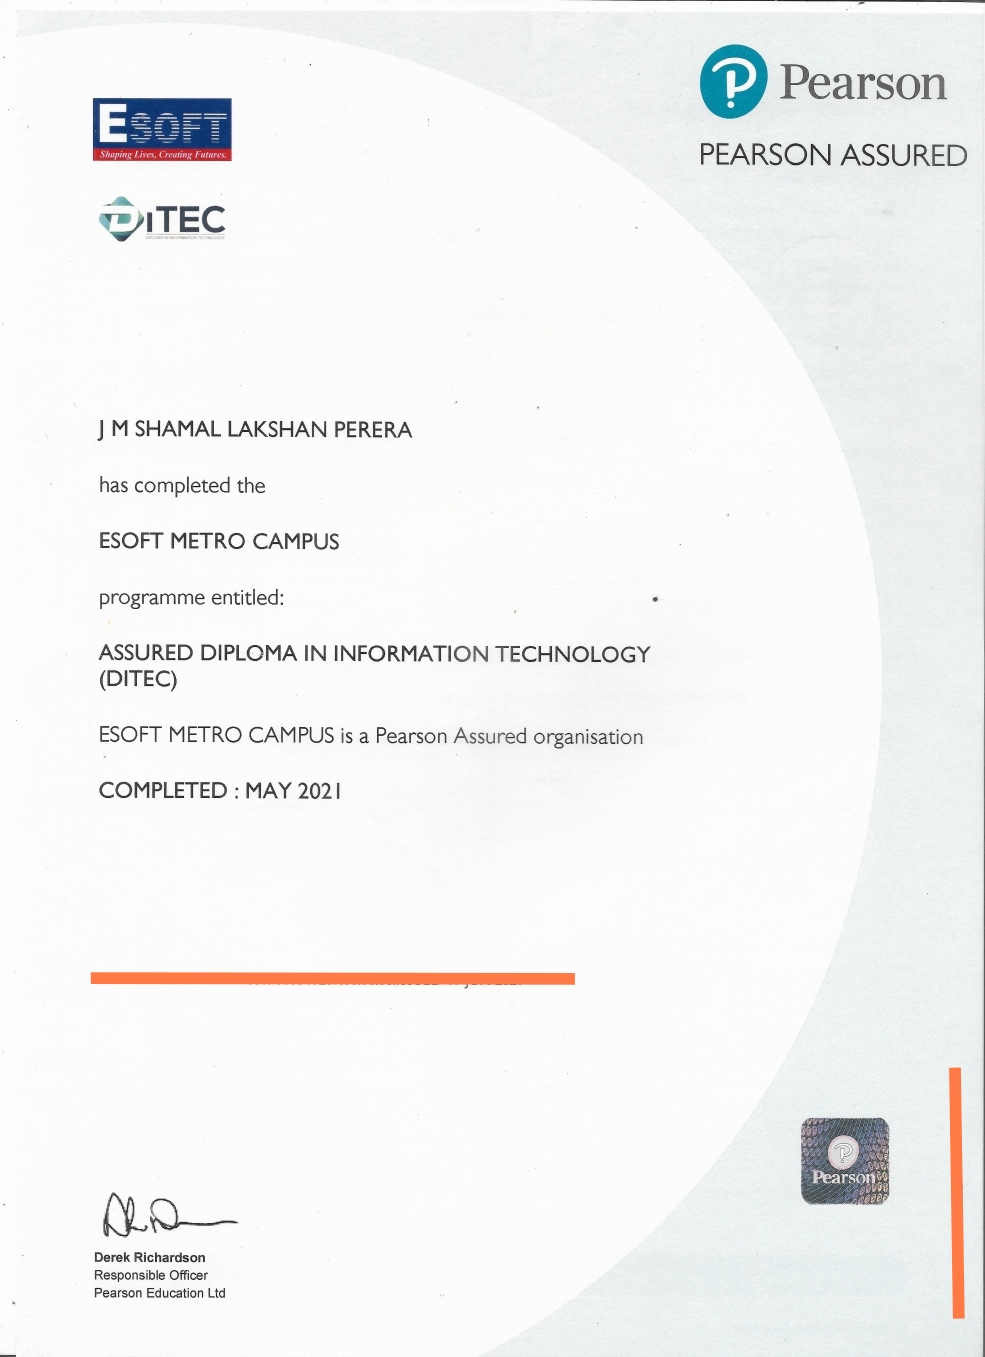 Pearson
PEARSON ASSURED
ESOFT
Shaping Lives, Creating Futures.
DiTEC
DIPLOMA IN INFORMATION TECHNOLOGY
J M SHAMAL LAKSHAN PERERA
has completed the
ESOFT METRO CAMPUS
programme entitled:
ASSURED DIPLOMA IN INFORMATION TECHNOLOGY
(DITEC)
ESOFT METRO CAMPUS is a Pearson Assured organisation
COMPLETED : MAY 2021
Pearson
Derek Richardson
Responsible Officer
Pearson Education Ltd